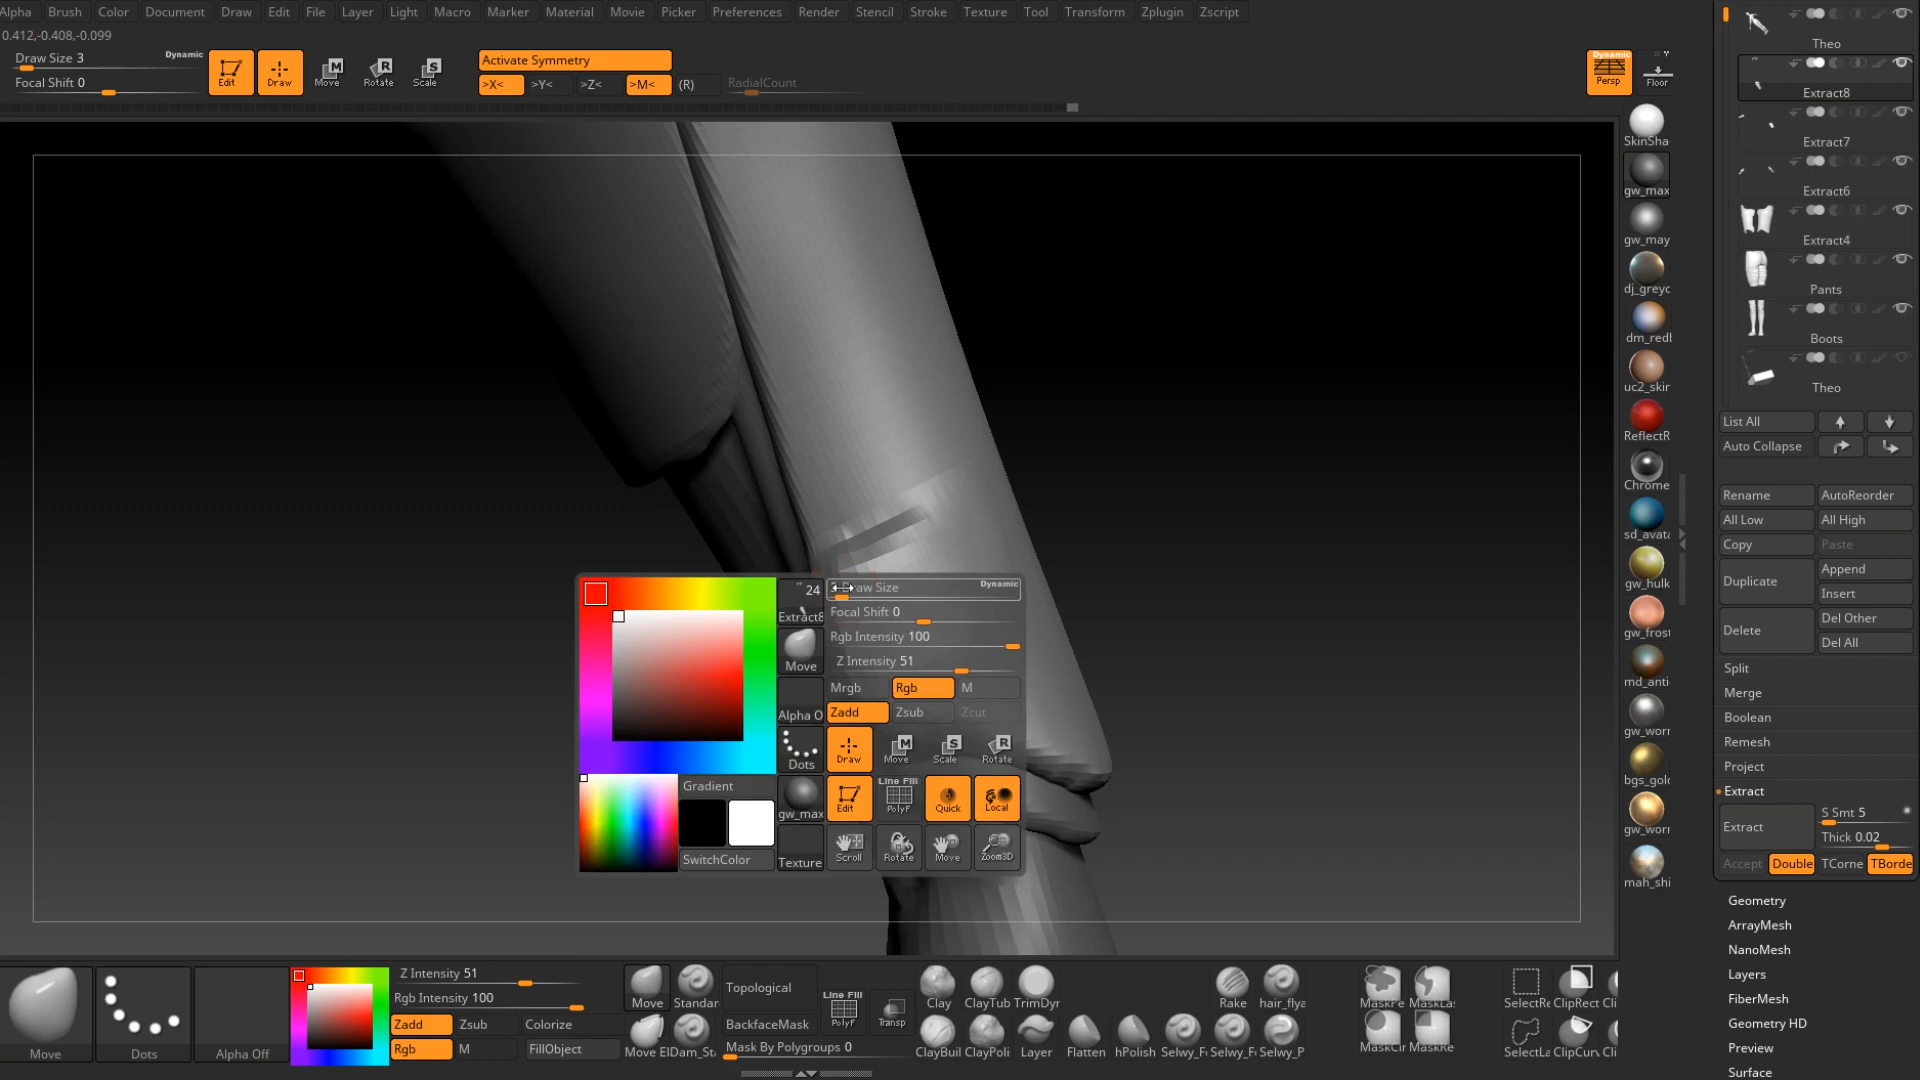 Alpha Brush Color Document Draw Edit File Layer Light Macro Marker Material Movie Picker Preferences Render Stencil Stroke Texture Tool Transform Zplugin Zscript
0.412,-0.408,-0.099
Draw Size 3
Dynamic
Focal Shift 0
Edit Draw Move Rotate Scale
M R S
Activate Symmetry
>X< >Y< >Z< >M< (R) RadialCount
Dynamic
Persp Floor
SkinSha
gw_max
gw_may
dj_greyc
dm_redl
uc2_skir
ReflectR
Chrome
sd_avata
gw_hulk
gw_frost
md_anti
gw_worr
bgs_gold
gw_worr
mah_shi
Theo
Extract8
Extract7
Extract6
Extract4
Pants
Boots
Theo
List All
Auto Collapse
Rename AutoReorder
All Low All High
Copy Paste
Duplicate Append
Insert
Delete Del Other
Del All
Split
Merge
Boolean
Remesh
Project
Extract
Extract S Smt 5
Thick 0.02
Accept Double TCorne TBorde
Geometry
ArrayMesh
NanoMesh
Layers
FiberMesh
Geometry HD
Preview
Surface
24
Extract8
Draw Size
Dynamic
Focal Shift 0
Rgb Intensity 100
Z Intensity 51
Move
Mrgb Rgb M
Alpha O
Zadd Zsub Zcut
Dots
Draw Move Scale Rotate
M S R
Gradient
gw_max
Line Fill
Edit PolyF Quick Local
SwitchColor
Texture
Scroll Rotate Move Zoom3D
Move
Dots
Alpha Off
Z Intensity 51
Rgb Intensity 100
Zadd Zsub Colorize
Rgb M FillObject
Move Standar
Move ElDam_St
Topological
BackfaceMask
Mask By Polygroups 0
Line Fill
PolyF
Transp
Clay ClayTub TrimDyr
ClayBuil ClayPoli Layer Flatten hPolish Selwy_Fi Selwy_Fi Selwy_P
Rake hair_flya
MaskPe MaskLa
MaskCir MaskRe
SelectRe ClipRect Cli
SelectLa ClipCurv Cli